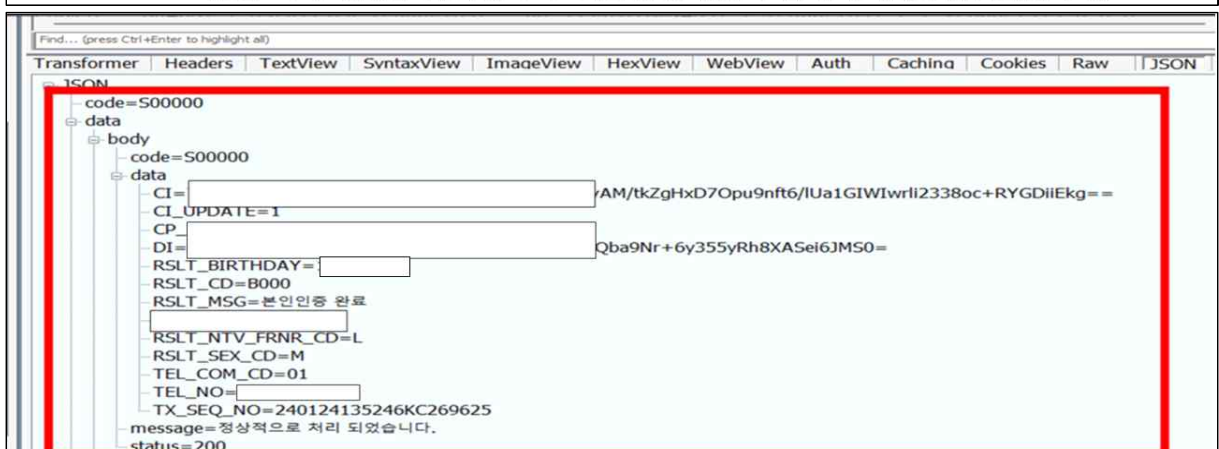 Find... (press Ctrl+Enter to highlight all)
Transformer Headers TextView SyntaxView ImageView HexView WebView Auth Caching Cookies Raw JSON
JSON
code=S00000
data
body
code=S00000
data
CI= AM/tkZgHxD7Opu9nft6/lUa1GIWIwrli2338oc+RYGDiiEkg==
CI_UPDATE=1
CP_
DI= Qba9Nr+6y355yRh8XASei6JMS0=
RSLT_BIRTHDAY=
RSLT_CD=B000
RSLT_MSG=본인인증 완료
RSLT_NTV_FRNR_CD=L
RSLT_SEX_CD=M
TEL_COM_CD=01
TEL_NO=
TX_SEQ_NO=240124135246KC269625
message=정상적으로 처리 되었습니다.
status=200